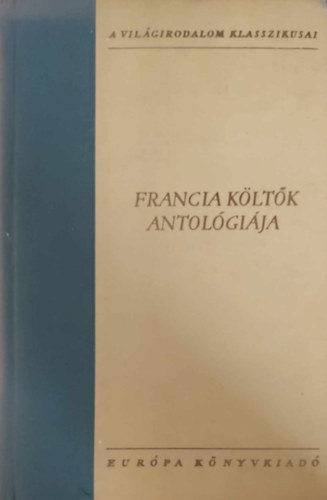 A VILÁGIRODALOM KLASSZIKUSAI
FRANCIA KÖLTŐK
ANTOLÓGIÁJA
EURÓPA KÖNYVKIADÓ